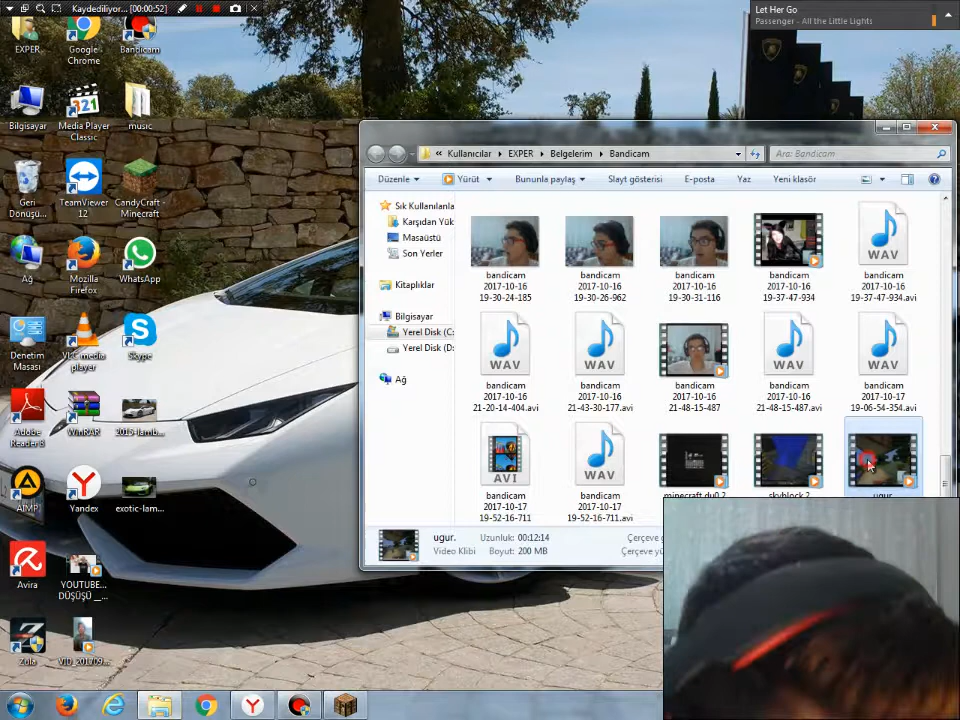 Kaydediliyor... [00:00:52]
Let Her Go
Passenger - All the Little Lights
EXPER
Google
Chrome
Bandicam
Bilgisayar
Media Player
Classic
music
Geri
Dönüşü...
TeamViewer
12
CandyCraft -
Minecraft
Ağ
Mozilla
Firefox
WhatsApp
Denetim
Masası
VLC media
player
Skype
Adobe
Reader 8
WinRAR
2015-lamb...
AIMP
Yandex
exotic-lam...
Avira
YOUTUBE...
DÜŞÜŞÜ __...
Zula
VID_201709...
« Kullanıcılar EXPER Belgelerim Bandicam
Ara: Bandicam
Düzenle Yürüt Bununla paylaş Slayt gösterisi E-posta Yaz Yeni klasör
Sık Kullanılanla
Karşıdan Yük
Masaüstü
Son Yerler
Kitaplıklar
Bilgisayar
Yerel Disk (C:
Yerel Disk (D:
Ağ
bandicam
2017-10-16
19-30-24-185
bandicam
2017-10-16
19-30-26-962
bandicam
2017-10-16
19-30-31-116
bandicam
2017-10-16
19-37-47-934
WAV
bandicam
2017-10-16
19-37-47-934.avi
WAV
bandicam
2017-10-16
21-20-14-404.avi
WAV
bandicam
2017-10-16
21-43-30-177.avi
bandicam
2017-10-16
21-48-15-487
WAV
bandicam
2017-10-16
21-48-15-487.avi
WAV
bandicam
2017-10-17
19-06-54-354.avi
AVI
bandicam
2017-10-17
19-52-16-711
WAV
bandicam
2017-10-17
19-52-16-711.avi
skyblock 2
ugur.
ugur. Uzunluk: 00:12:14 Çerçeve
Video Klibi Boyut: 200 MB Çerçeve